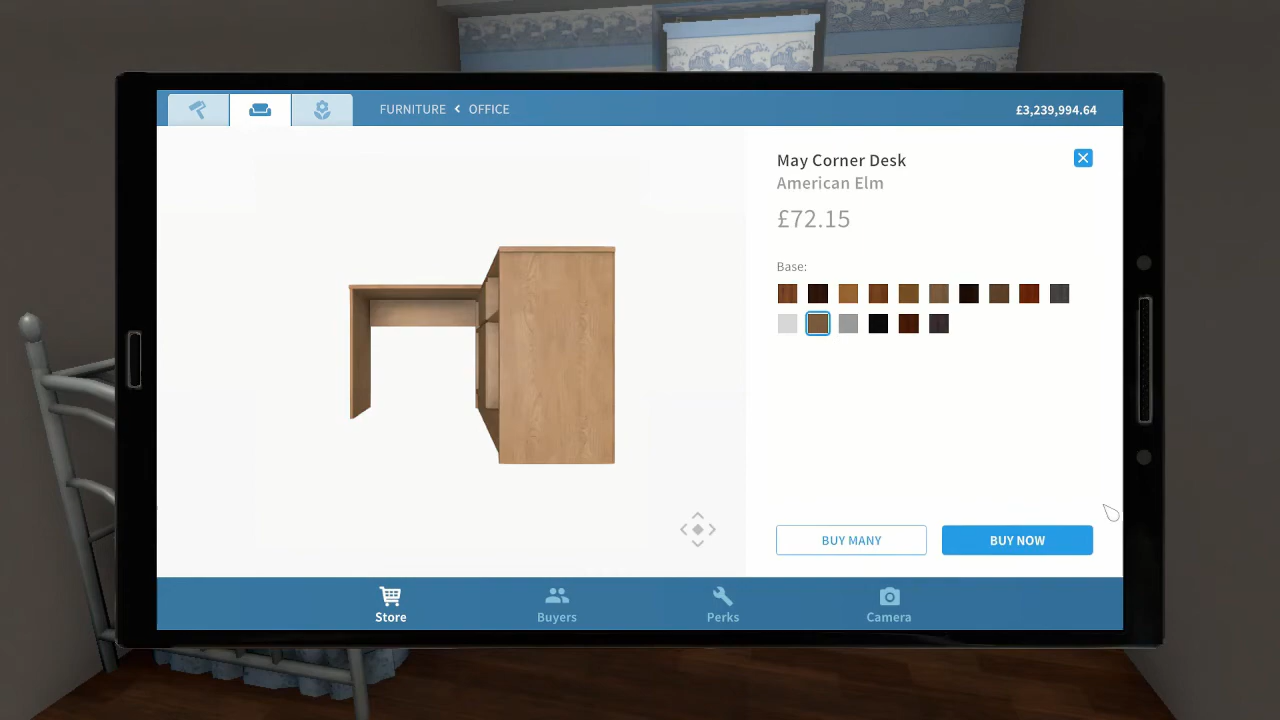 FURNITURE < OFFICE
£3,239,994.64
May Corner Desk
American Elm
£72.15
Base:
BUY MANY
BUY NOW
Store
Buyers
Perks
Camera